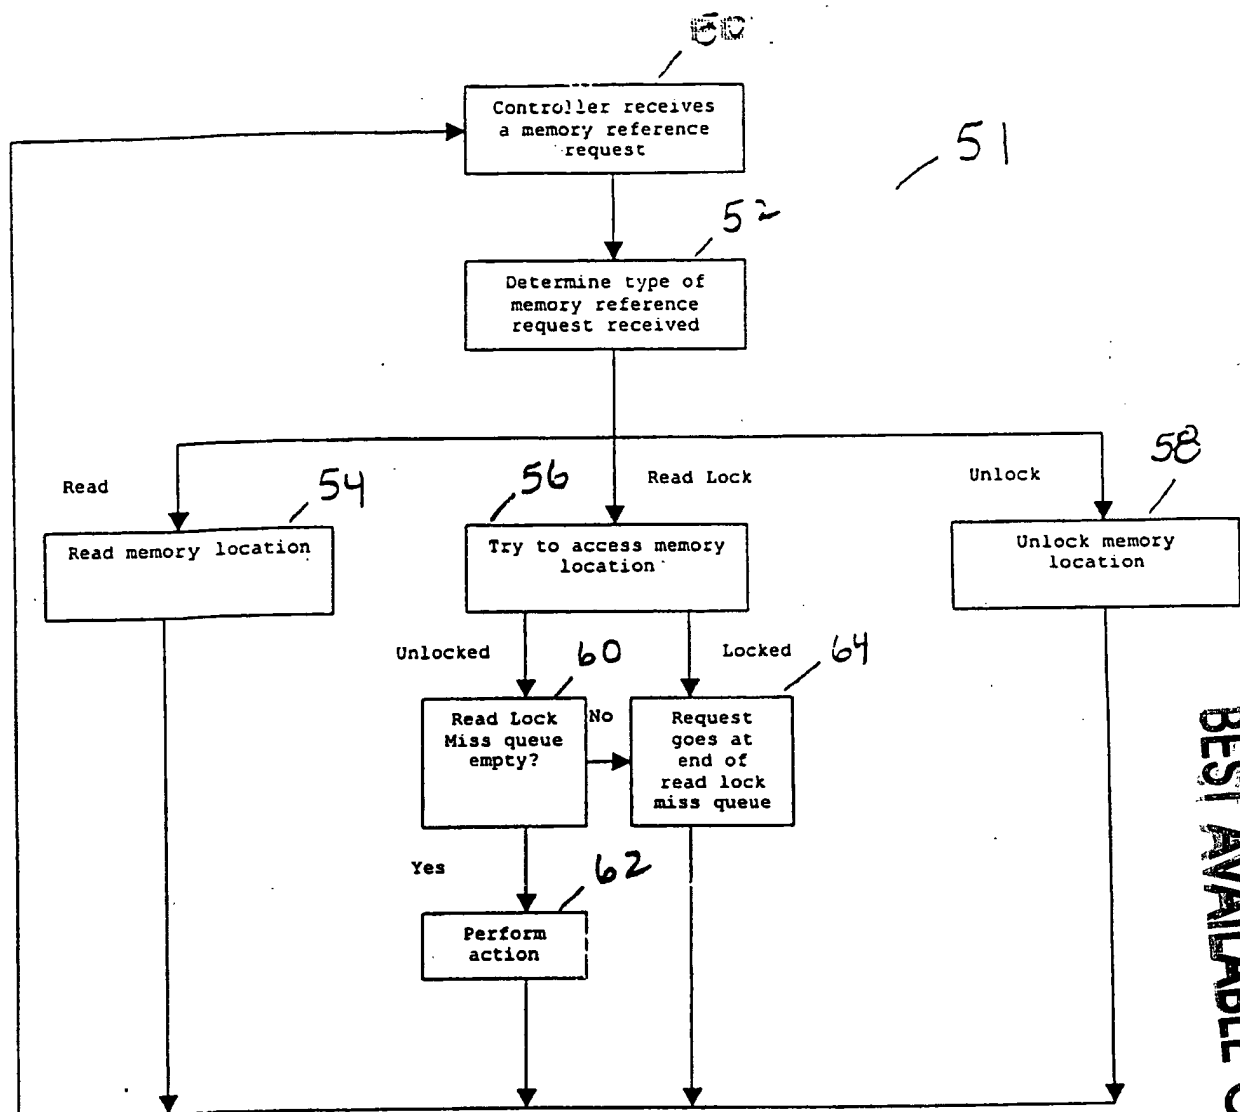 Controller receives
a memory reference
request
51
52
Determine type of
memory reference
request received
Read
54
56
Read Lock
Unlock
58
Read memory location
Try to access memory
location
Unlock memory
location
Unlocked
60
Locked
64
Read Lock
Miss queue
empty?
No
Request
goes at
end of
read lock
miss queue
Yes
62
Perform
action
BEST AVAILABLE